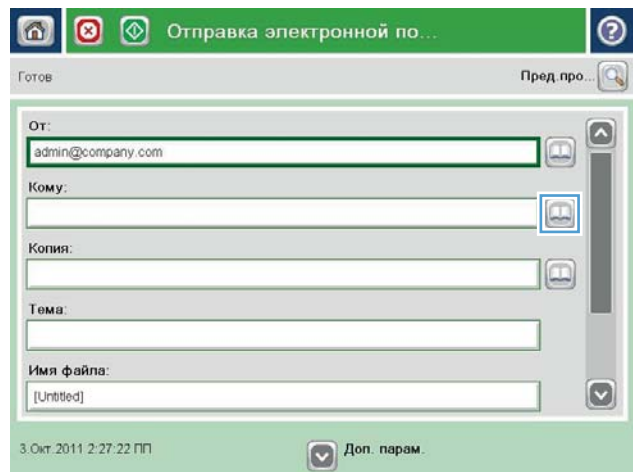 Отправка электронной по...
Готов
Пред.про...
От:
admin@company.com
Кому:
Копия:
Тема:
Имя файла:
[Untitled]
3.Окт.2011 2:27:22 ПП
Доп. парам.